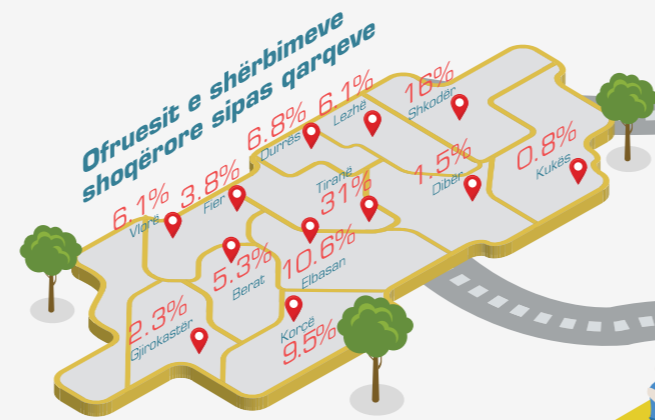 Ofruesit e shërbimeve
shoqërore sipas qarqeve
16%
Shkodër
6.1%
Lezhë
6.8%
Durrës
0.8%
Kukës
1.5%
Dibër
Tiranë
31%
3.8%
Fier
6.1%
Vlorë
10.6%
Elbasan
5.3%
Berat
2.3%
Gjirokastër
Korcë
9.5%